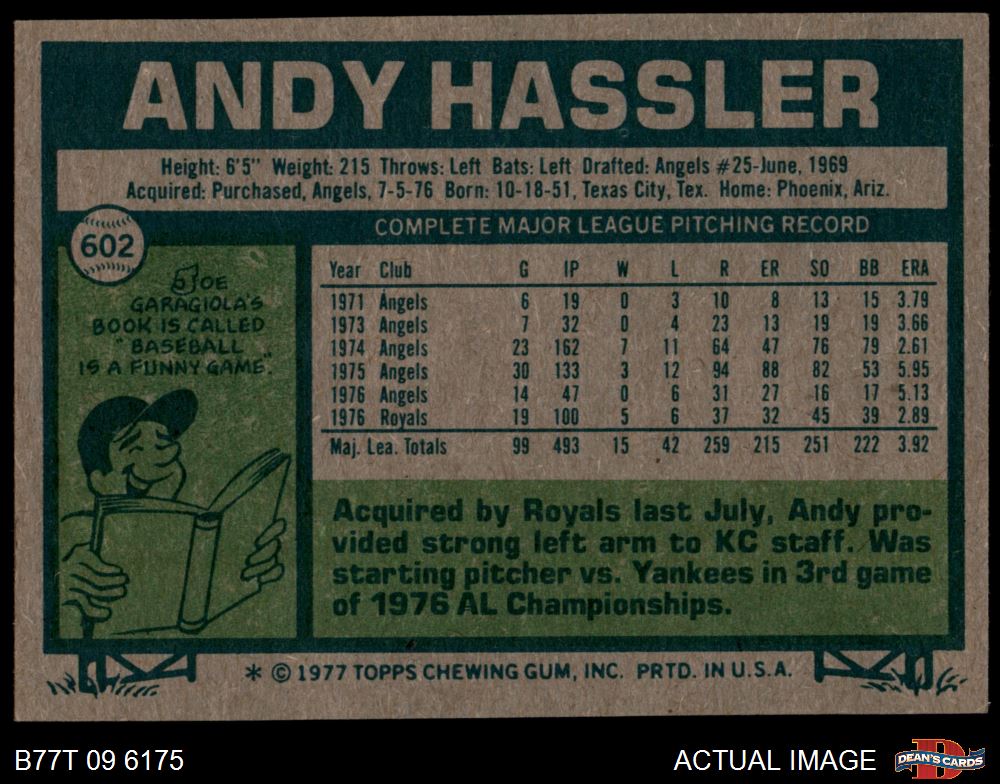 ANDY HASSLER
Height: 6'5" Weight: 215 Throws: Left Bats: Left Drafted: Angels #25-June, 1969
Acquired: Purchased, Angels, 7-5-76 Born: 10-18-51, Texas City, Tex. Home: Phoenix, Ariz.
602
JOE
GARAGIOLA'S
BOOK IS CALLED
"BASEBALL
IS A FUNNY GAME".
COMPLETE MAJOR LEAGUE PITCHING RECORD
Year Club G IP W L R ER SO BB ERA
1971 Angels 6 19 0 3 10 8 13 15 3.79
1973 Angels 7 32 0 4 23 13 19 19 3.66
1974 Angels 23 162 7 11 64 47 76 79 2.61
1975 Angels 30 133 3 12 94 88 82 53 5.95
1976 Angels 14 47 0 6 31 27 16 17 5.13
1976 Royals 19 100 5 6 37 32 45 39 2.89
Maj. Lea. Totals 99 493 15 42 259 215 251 222 3.92
Acquired by Royals last July, Andy pro-
vided strong left arm to KC staff. Was
starting pitcher vs. Yankees in 3rd game
of 1976 AL Championships.
* © 1977 TOPPS CHEWING GUM, INC. PRTD. IN U.S.A.
B77T 09 6175
ACTUAL IMAGE
DEAN'S CARDS